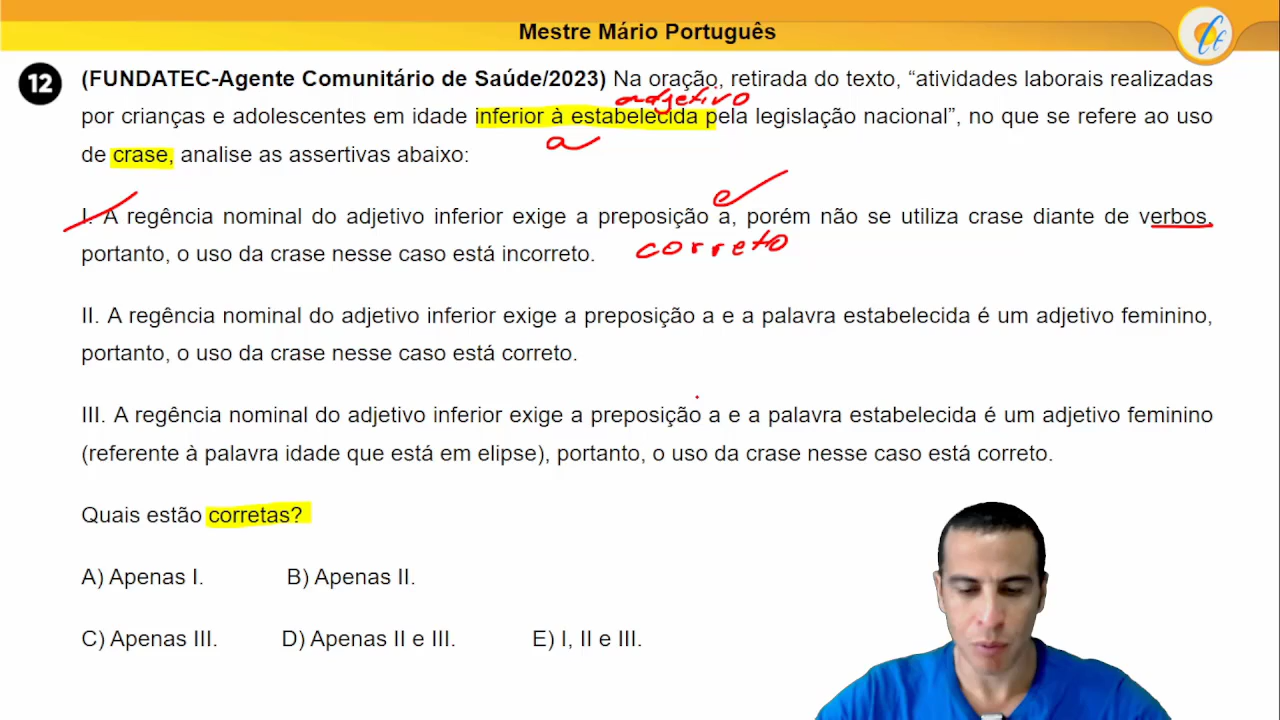 Mestre Mário Português
12 (FUNDATEC-Agente Comunitário de Saúde/2023) Na oração, retirada do texto, “atividades laborais realizadas
adjetivo
por crianças e adolescentes em idade inferior à estabelecida pela legislação nacional”, no que se refere ao uso
a
de crase, analise as assertivas abaixo:
I. A regência nominal do adjetivo inferior exige a preposição a, porém não se utiliza crase diante de verbos,
portanto, o uso da crase nesse caso está incorreto. correto
II. A regência nominal do adjetivo inferior exige a preposição a e a palavra estabelecida é um adjetivo feminino,
portanto, o uso da crase nesse caso está correto.
III. A regência nominal do adjetivo inferior exige a preposição a e a palavra estabelecida é um adjetivo feminino
(referente à palavra idade que está em elipse), portanto, o uso da crase nesse caso está correto.
Quais estão corretas?
A) Apenas I. B) Apenas II.
C) Apenas III. D) Apenas II e III. E) I, II e III.